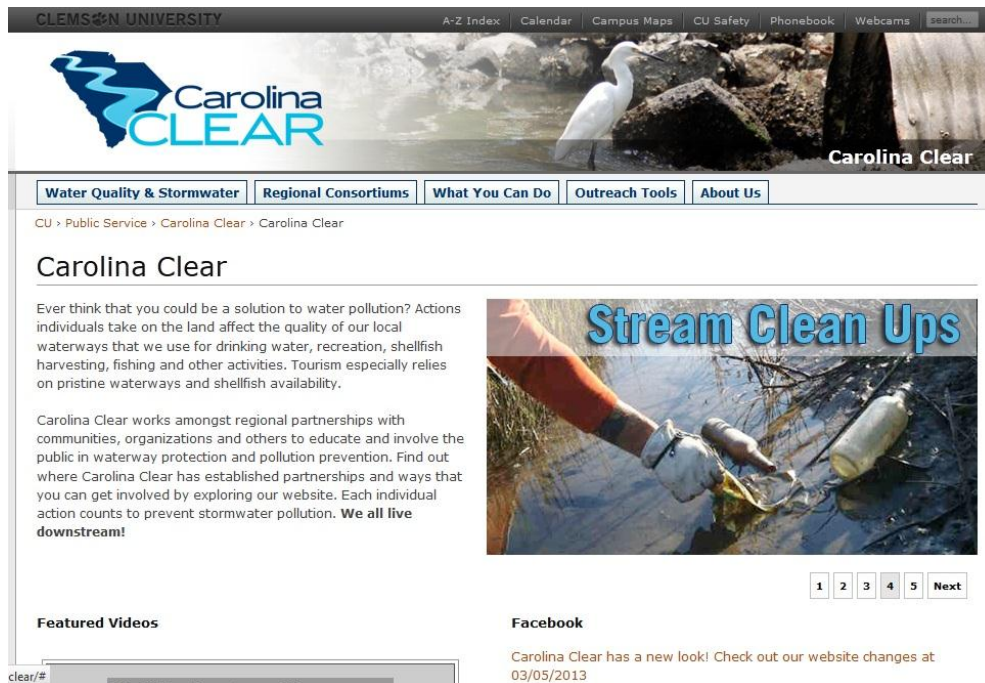 CLEMSON UNIVERSITY
A-Z Index Calendar Campus Maps CU Safety Phonebook Webcams search...
Carolina
CLEAR
Carolina Clear
Water Quality & Stormwater Regional Consortiums What You Can Do Outreach Tools About Us
CU › Public Service › Carolina Clear › Carolina Clear
Carolina Clear
Ever think that you could be a solution to water pollution? Actions
individuals take on the land affect the quality of our local
waterways that we use for drinking water, recreation, shellfish
harvesting, fishing and other activities. Tourism especially relies
on pristine waterways and shellfish availability.
Carolina Clear works amongst regional partnerships with
communities, organizations and others to educate and involve the
public in waterway protection and pollution prevention. Find out
where Carolina Clear has established partnerships and ways that
you can get involved by exploring our website. Each individual
action counts to prevent stormwater pollution. We all live
downstream!
Stream Clean Ups
1 2 3 4 5 Next
Featured Videos
Facebook
Carolina Clear has a new look! Check out our website changes at
03/05/2013
clear/#